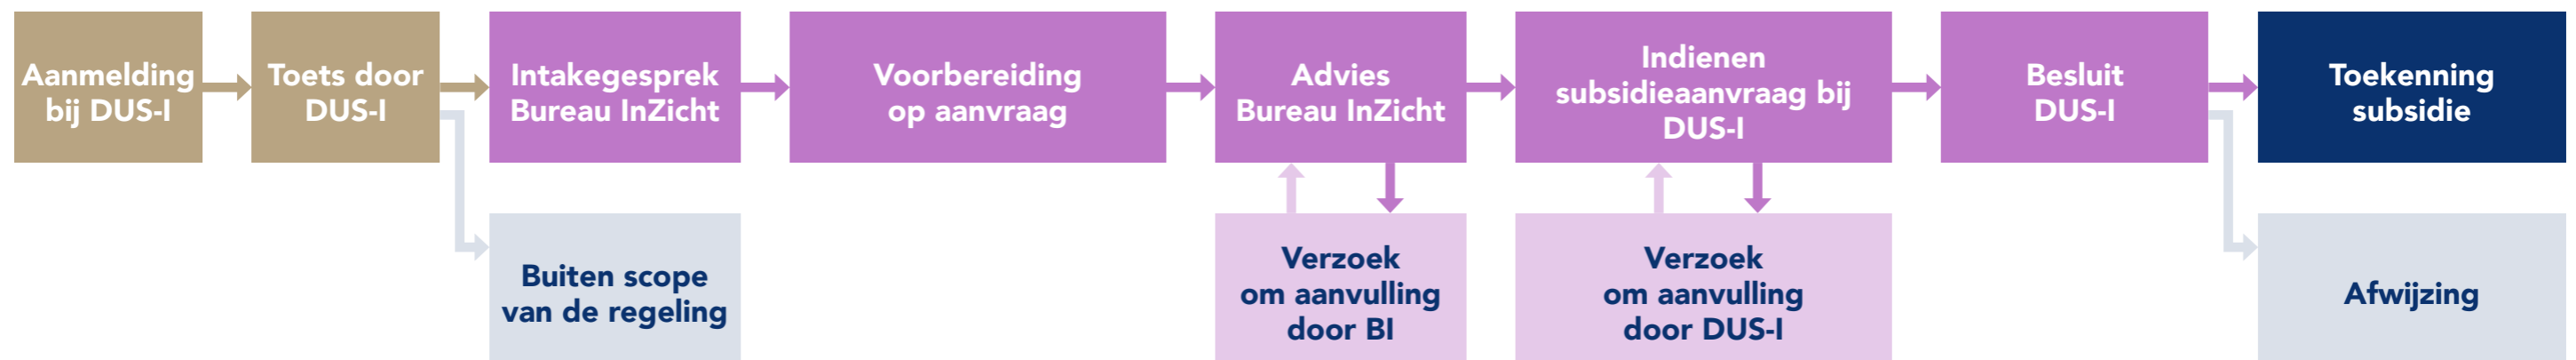 Aanmelding
bij DUS-I
Toets door
DUS-I
Intakegesprek
Bureau InZicht
Voorbereiding
op aanvraag
Advies
Bureau InZicht
Indienen
subsidieaanvraag bij
DUS-I
Besluit
DUS-I
Toekenning
subsidie
Buiten scope
van de regeling
Verzoek
om aanvulling
door BI
Verzoek
om aanvulling
door DUS-I
Afwijzing